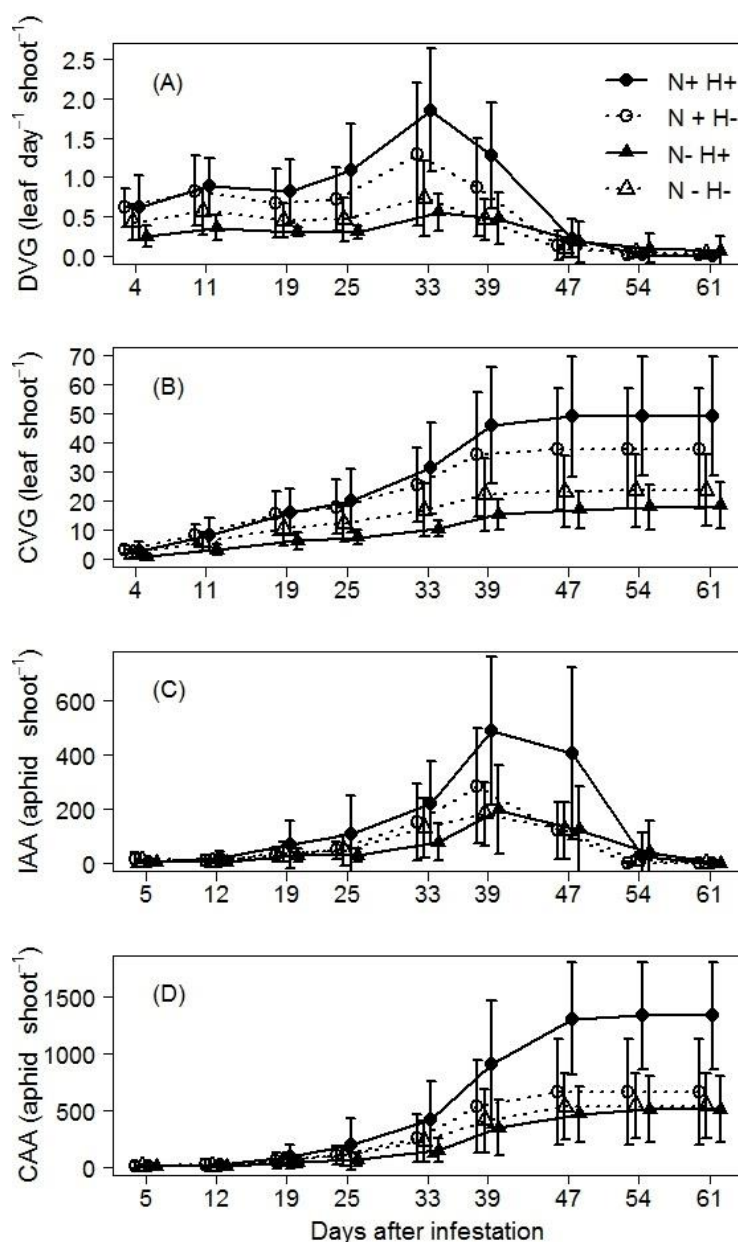 (A)
N+ H+
N + H-
N- H+
N - H-
DVG (leaf day⁻¹ shoot⁻¹)
2.5
2.0
1.5
1.0
0.5
0.0
4 11 19 25 33 39 47 54 61
(B)
CVG (leaf shoot⁻¹)
70
60
50
40
30
20
10
0
4 11 19 25 33 39 47 54 61
(C)
IAA (aphid shoot⁻¹)
600
400
200
0
5 12 19 25 33 39 47 54 61
(D)
CAA (aphid shoot⁻¹)
1500
1000
500
0
5 12 19 25 33 39 47 54 61
Days after infestation